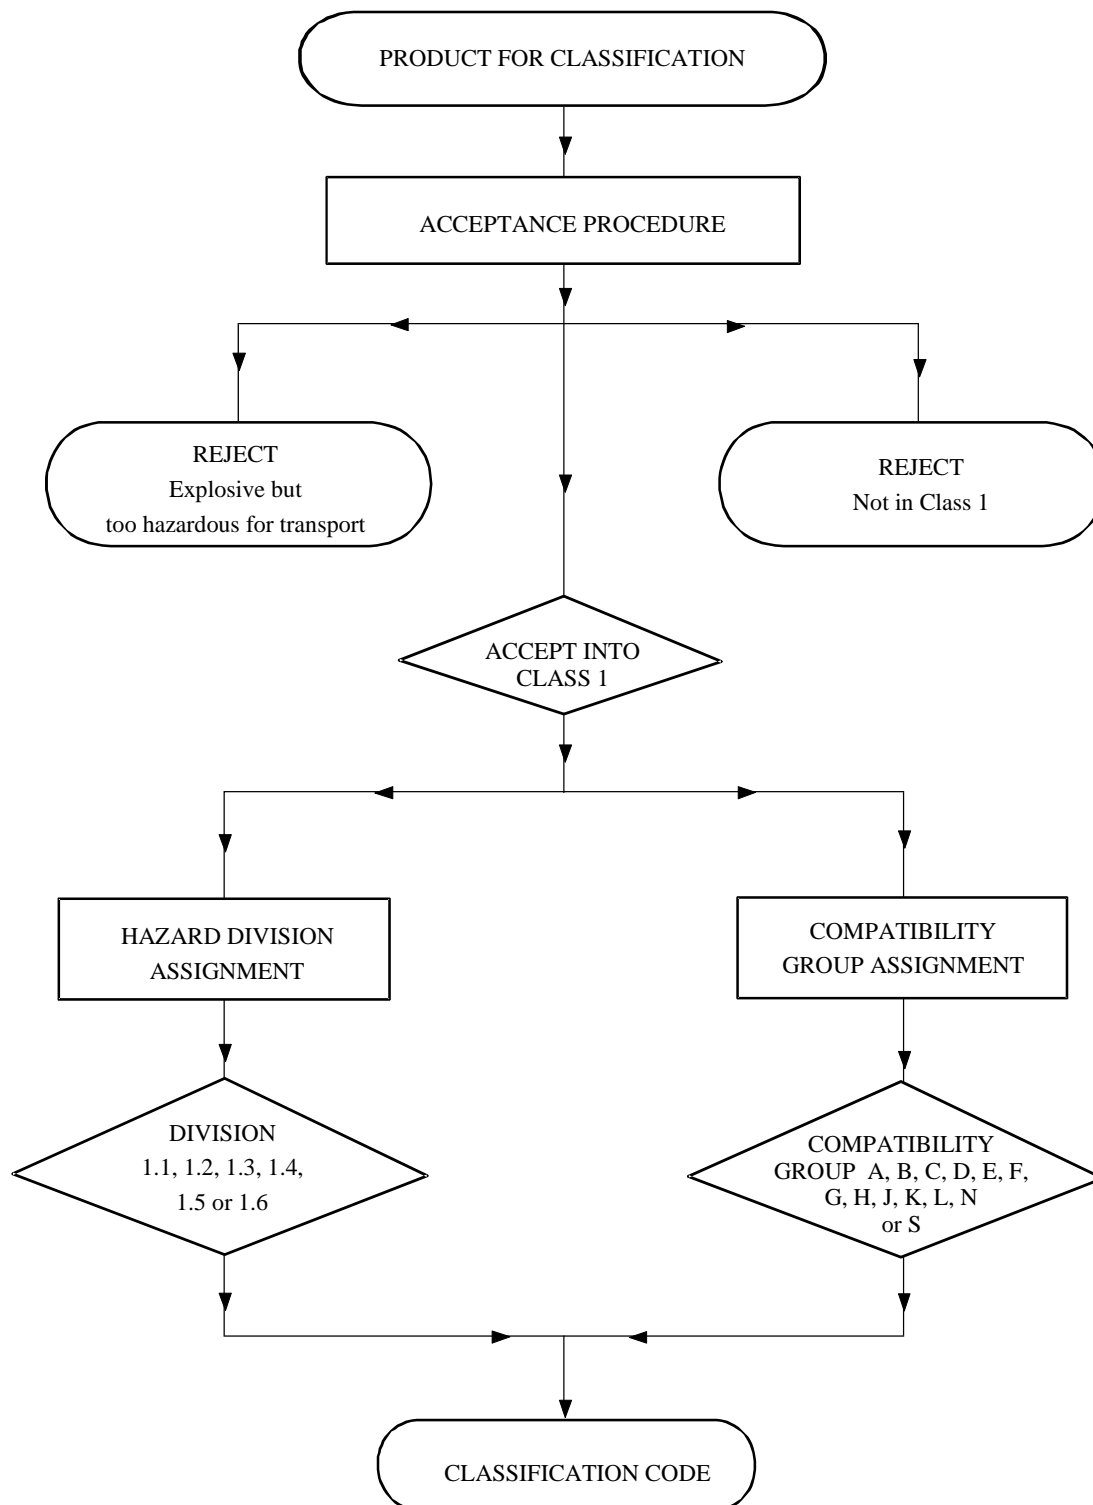 PRODUCT FOR CLASSIFICATION
ACCEPTANCE PROCEDURE
REJECT
Explosive but
too hazardous for transport
REJECT
Not in Class 1
ACCEPT INTO
CLASS 1
HAZARD DIVISION
ASSIGNMENT
COMPATIBILITY
GROUP ASSIGNMENT
DIVISION
1.1, 1.2, 1.3, 1.4,
1.5 or 1.6
COMPATIBILITY
GROUP A, B, C, D, E, F,
G, H, J, K, L, N
or S
CLASSIFICATION CODE